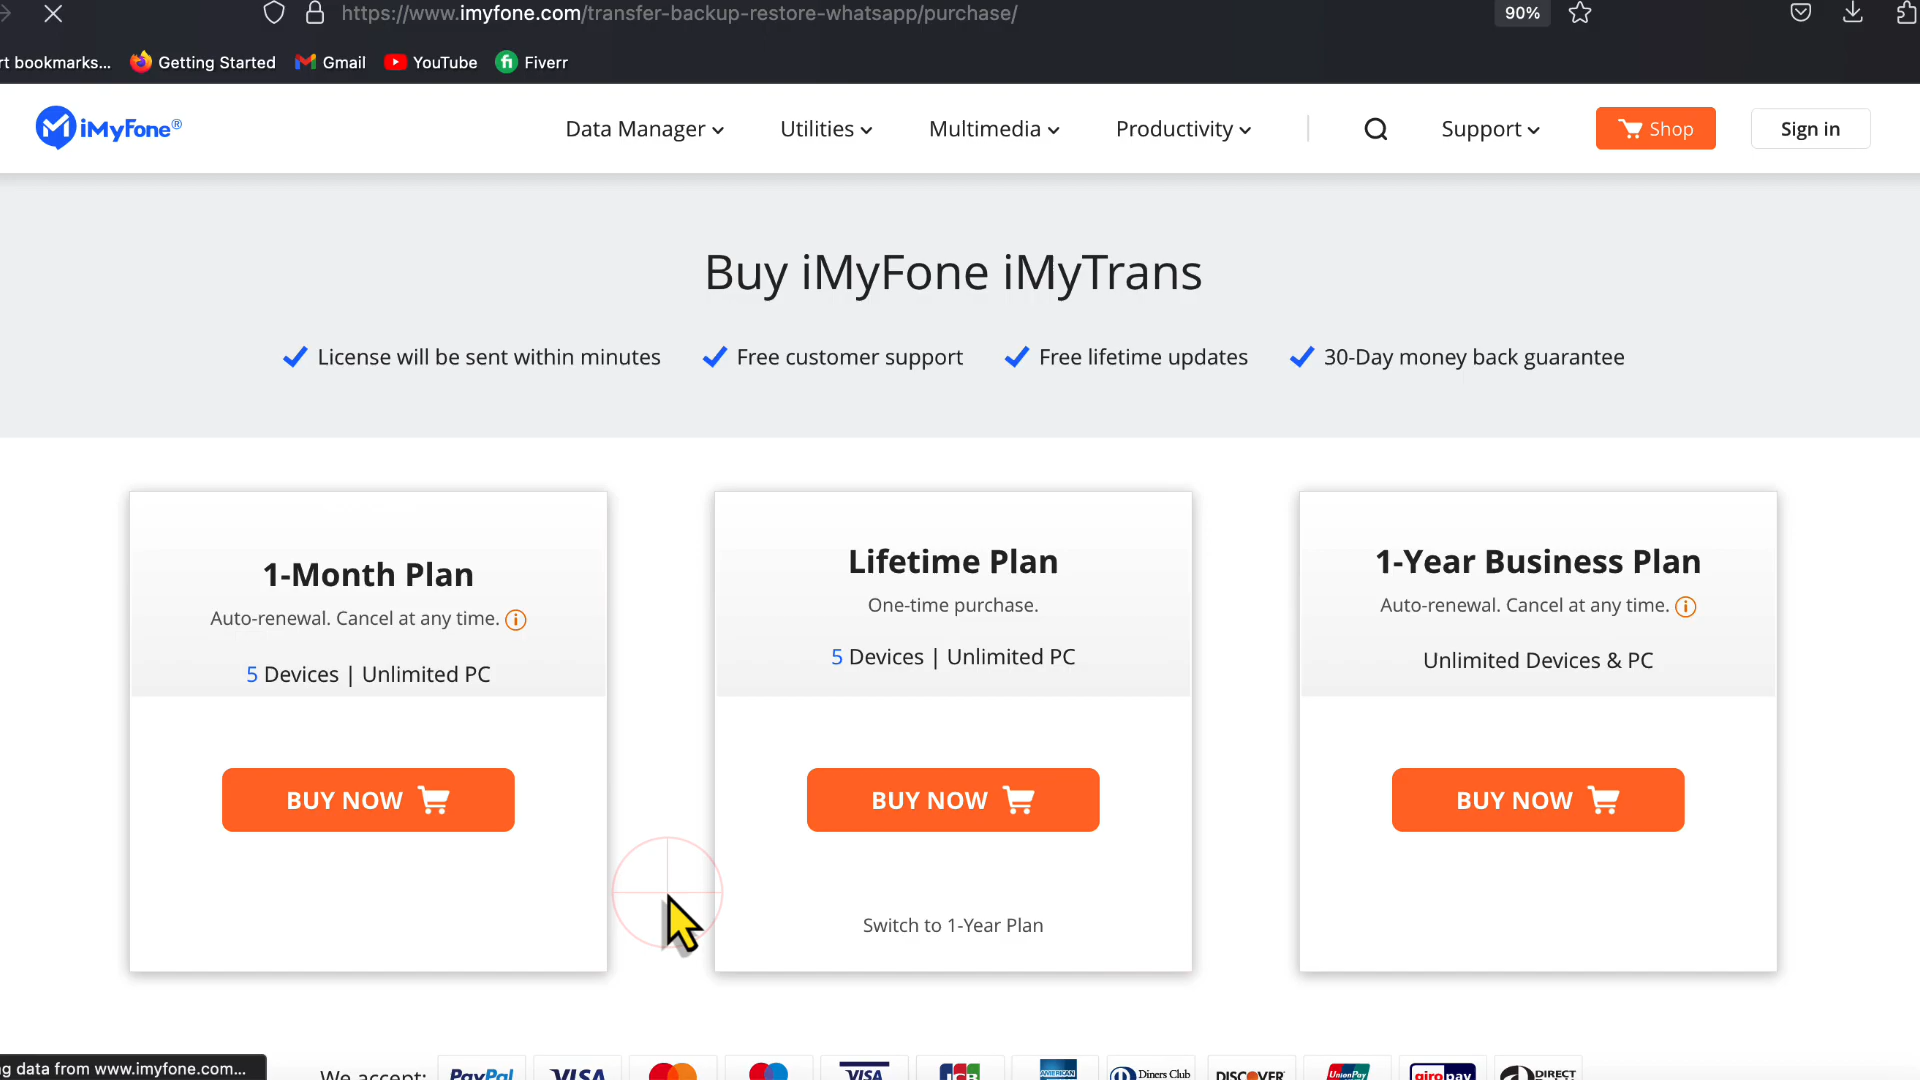 https://www.imyfone.com/transfer-backup-restore-whatsapp/purchase/
90%
rt bookmarks...
Getting Started
Gmail
YouTube
Fiverr
iMyFone®
Data Manager
Utilities
Multimedia
Productivity
Support
Shop
Sign in
Buy iMyFone iMyTrans
License will be sent within minutes
Free customer support
Free lifetime updates
30-Day money back guarantee
1-Month Plan
Auto-renewal. Cancel at any time.
5 Devices | Unlimited PC
BUY NOW
Lifetime Plan
One-time purchase.
5 Devices | Unlimited PC
BUY NOW
Switch to 1-Year Plan
1-Year Business Plan
Auto-renewal. Cancel at any time.
Unlimited Devices & PC
BUY NOW
g data from www.imyfone.com...
We accept:
PayPal
VISA
VISA
JCB
AMERICAN
Diners Club
DISCOVER
UnionPay
giropay
DIRECT